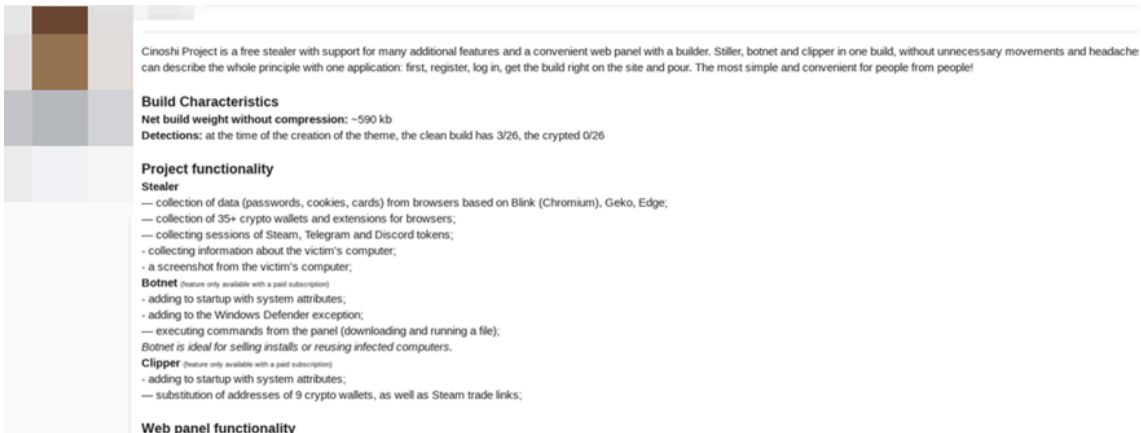 Cinoshi Project is a free stealer with support for many additional features and a convenient web panel with a builder. Stiller, botnet and clipper in one build, without unnecessary movements and
can describe the whole principle with one application: first, register, log in, get the build right on the site and pour. The most simple and convenient for people from people!
Build Characteristics
Net build weight without compression: ~590 kb
Detections: at the time of the creation of the theme, the clean build has 3/26, the crypted 0/26
Project functionality
Stealer
— collection of data (passwords, cookies, cards) from browsers based on Blink (Chromium), Geko, Edge;
— collection of 35+ crypto wallets and extensions for browsers;
— collecting sessions of Steam, Telegram and Discord tokens;
- collecting information about the victim's computer;
- a screenshot from the victim's computer;
Botnet (feature only available with a paid subscription)
- adding to startup with system attributes;
- adding to the Windows Defender exception;
— executing commands from the panel (downloading and running a file);
Botnet is ideal for selling installs or reusing infected computers.
Clipper (feature only available with a paid subscription)
- adding to startup with system attributes;
— substitution of addresses of 9 crypto wallets, as well as Steam trade links;
Web panel functionality